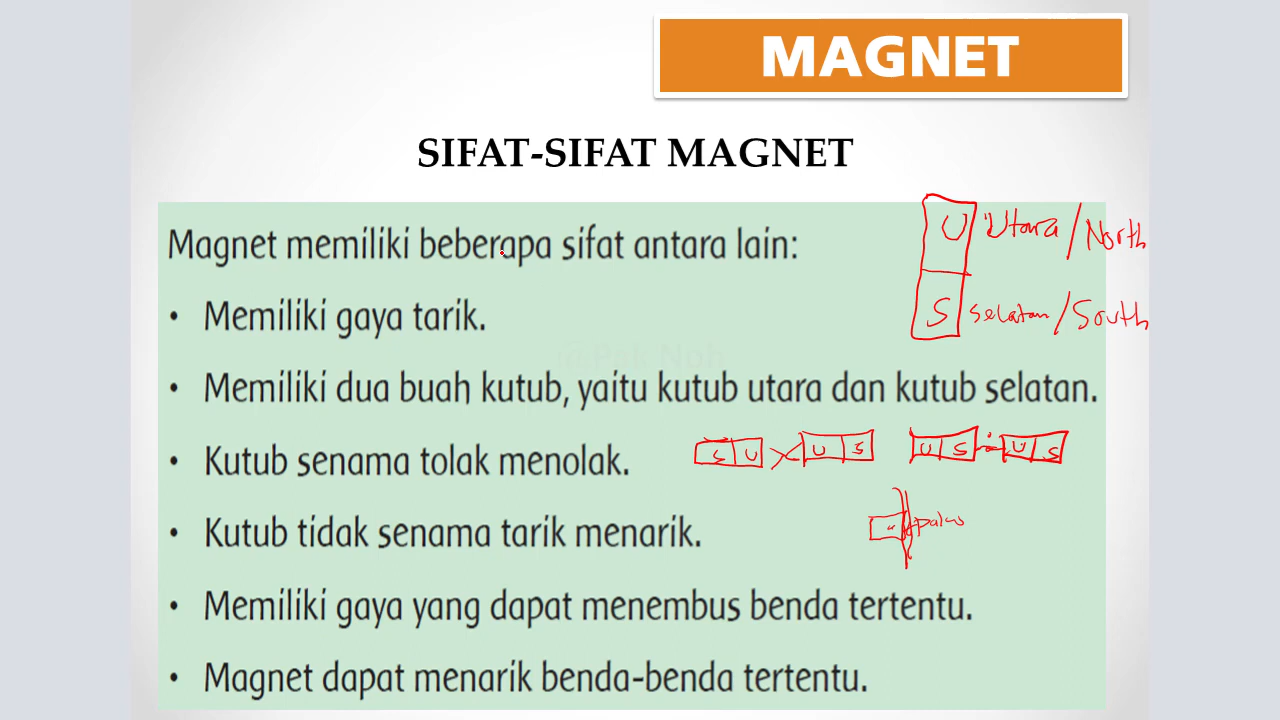 MAGNET
SIFAT-SIFAT MAGNET
Magnet memiliki beberapa sifat antara lain:
U Utara / North
• Memiliki gaya tarik.
S Selatan / South
@Pak Noh
• Memiliki dua buah kutub, yaitu kutub utara dan kutub selatan.
• Kutub senama tolak menolak.
S U U S U S U S
• Kutub tidak senama tarik menarik.
• Memiliki gaya yang dapat menembus benda tertentu.
• Magnet dapat menarik benda-benda tertentu.